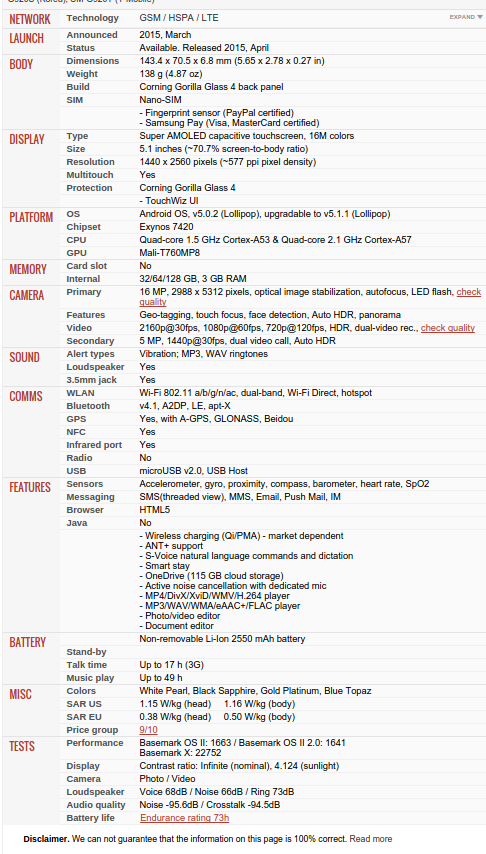 NETWORK Technology GSM / HSPA / LTE EXPAND ▼
LAUNCH Announced 2015, March
Status Available. Released 2015, April
BODY Dimensions 143.4 x 70.5 x 6.8 mm (5.65 x 2.78 x 0.27 in)
Weight 138 g (4.87 oz)
Build Corning Gorilla Glass 4 back panel
SIM Nano-SIM
- Fingerprint sensor (PayPal certified)
- Samsung Pay (Visa, MasterCard certified)
DISPLAY Type Super AMOLED capacitive touchscreen, 16M colors
Size 5.1 inches (~70.7% screen-to-body ratio)
Resolution 1440 x 2560 pixels (~577 ppi pixel density)
Multitouch Yes
Protection Corning Gorilla Glass 4
- TouchWiz UI
PLATFORM OS Android OS, v5.0.2 (Lollipop), upgradable to v5.1.1 (Lollipop)
Chipset Exynos 7420
CPU Quad-core 1.5 GHz Cortex-A53 & Quad-core 2.1 GHz Cortex-A57
GPU Mali-T760MP8
MEMORY Card slot No
Internal 32/64/128 GB, 3 GB RAM
CAMERA Primary 16 MP, 2988 x 5312 pixels, optical image stabilization, autofocus, LED flash, check
quality
Features Geo-tagging, touch focus, face detection, Auto HDR, panorama
Video 2160p@30fps, 1080p@60fps, 720p@120fps, HDR, dual-video rec., check quality
Secondary 5 MP, 1440p@30fps, dual video call, Auto HDR
SOUND Alert types Vibration; MP3, WAV ringtones
Loudspeaker Yes
3.5mm jack Yes
COMMS WLAN Wi-Fi 802.11 a/b/g/n/ac, dual-band, Wi-Fi Direct, hotspot
Bluetooth v4.1, A2DP, LE, apt-X
GPS Yes, with A-GPS, GLONASS, Beidou
NFC Yes
Infrared port Yes
Radio No
USB microUSB v2.0, USB Host
FEATURES Sensors Accelerometer, gyro, proximity, compass, barometer, heart rate, SpO2
Messaging SMS(threaded view), MMS, Email, Push Mail, IM
Browser HTML5
Java No
- Wireless charging (Qi/PMA) - market dependent
- ANT+ support
- S-Voice natural language commands and dictation
- Smart stay
- OneDrive (115 GB cloud storage)
- Active noise cancellation with dedicated mic
- MP4/DivX/XviD/WMV/H.264 player
- MP3/WAV/WMA/eAAC+/FLAC player
- Photo/video editor
- Document editor
BATTERY Non-removable Li-Ion 2550 mAh battery
Stand-by
Talk time Up to 17 h (3G)
Music play Up to 49 h
MISC Colors White Pearl, Black Sapphire, Gold Platinum, Blue Topaz
SAR US 1.15 W/kg (head) 1.16 W/kg (body)
SAR EU 0.38 W/kg (head) 0.50 W/kg (body)
Price group 9/10
TESTS Performance Basemark OS II: 1663 / Basemark OS II 2.0: 1641
Basemark X: 22752
Display Contrast ratio: Infinite (nominal), 4.124 (sunlight)
Camera Photo / Video
Loudspeaker Voice 68dB / Noise 66dB / Ring 73dB
Audio quality Noise -95.6dB / Crosstalk -94.5dB
Battery life Endurance rating 73h
Disclaimer. We can not guarantee that the information on this page is 100% correct. Read more